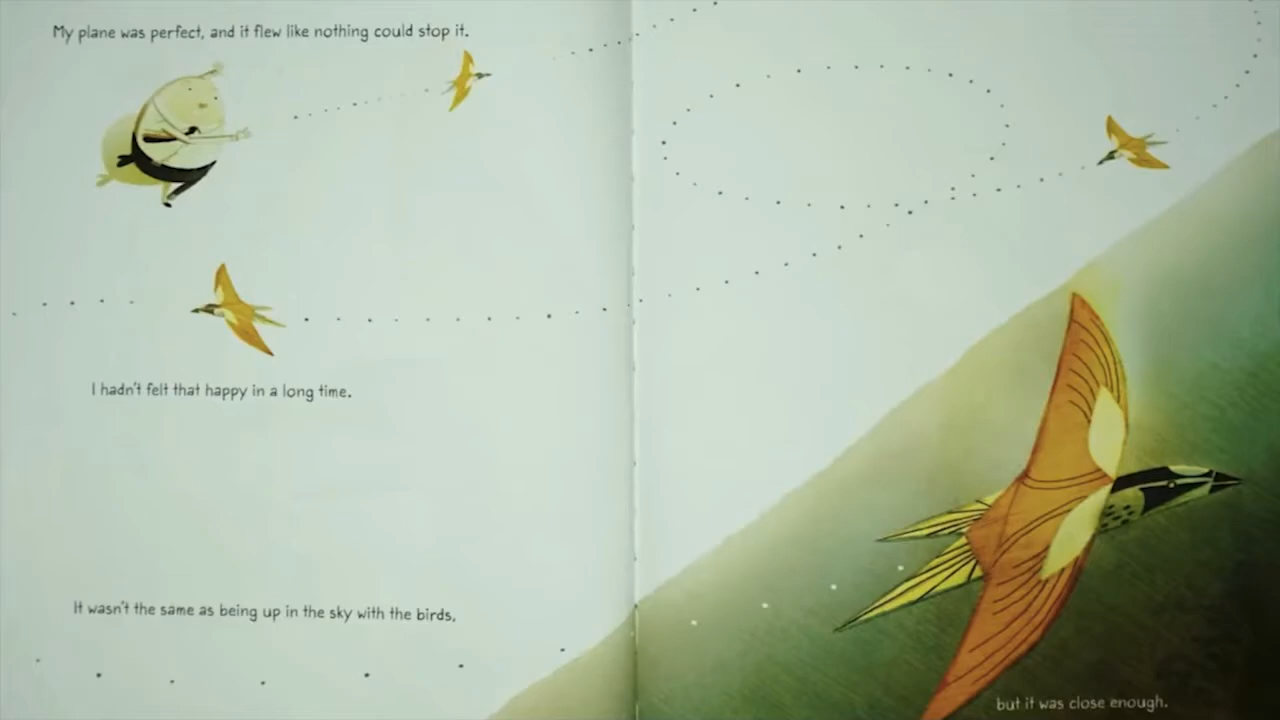 My plane was perfect, and it flew like nothing could stop it.
I hadn't felt that happy in a long time.
It wasn't the same as being up in the sky with the birds,
but it was close enough.